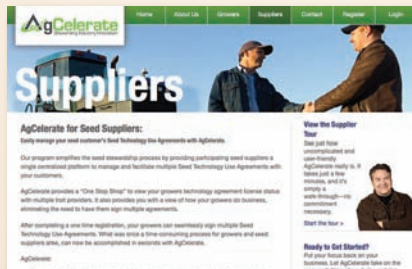 AgCelerate
Home About Us Growers Suppliers Contact Register Login
Suppliers
AgCelerate for Seed Suppliers:
Easily manage your seed customer's Seed Technology Use Agreements with AgCelerate.
Our program simplifies the seed stewardship process by providing participating seed suppliers a
single centralized platform to manage and facilitate multiple Seed Technology Use Agreements with
your customers.
AgCelerate provides a "One Stop Shop" to view your growers technology agreement license status
with multiple trait providers. It also provides you with a view of how your growers do business,
eliminating the need to have them sign multiple agreements.
After completing a one time registration, your growers can seamlessly sign multiple Seed
Technology Use Agreements. What was once a time-consuming process for growers and seed
suppliers alike, can now be accomplished in seconds with AgCelerate.
AgCelerate:
View the Supplier
Tour
See just how
uncomplicated and
user-friendly
AgCelerate really is. It
takes just a few
minutes, and it's
simply a
walk-through—no
commitment
necessary.
Start the tour »
Ready to Get Started?
Put your focus back on your
business. Let AgCelerate take on the